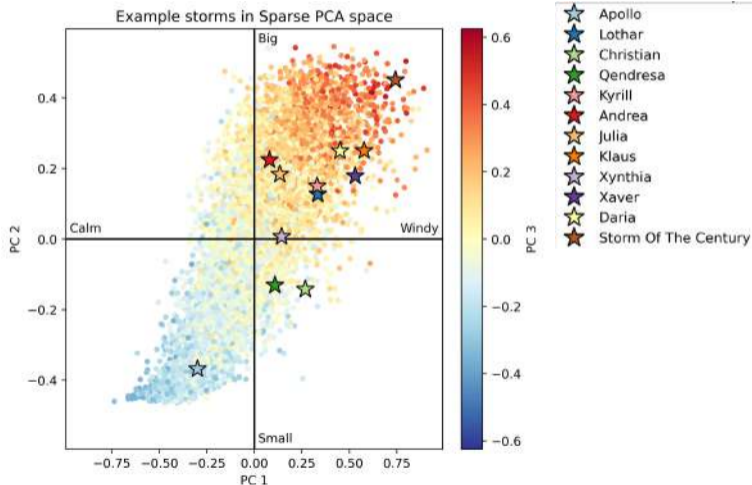 Example storms in Sparse PCA space
Big
Calm
Windy
Small
0.4
0.2
0.0
−0.2
−0.4
PC 2
−0.75
−0.50
−0.25
0.00
0.25
0.50
0.75
PC 1
0.6
0.4
0.2
0.0
−0.2
−0.4
−0.6
PC 3
Apollo
Lothar
Christian
Qendresa
Kyrill
Andrea
Julia
Klaus
Xynthia
Xaver
Daria
Storm Of The Century